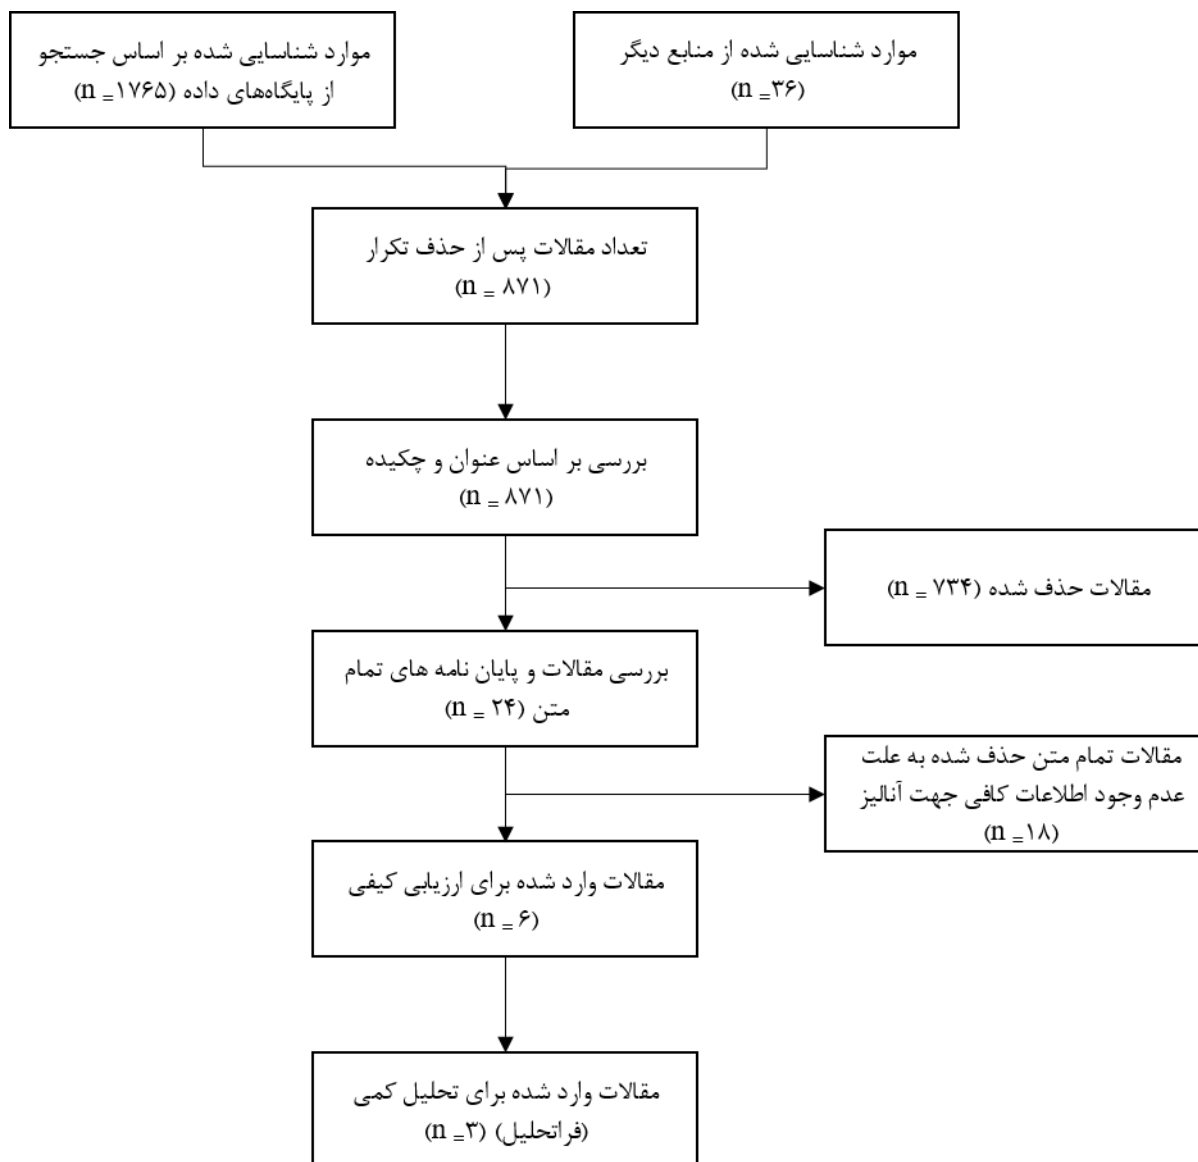 موارد شناسایی شده بر اساس جستجو
از پایگاه‌های داده (n =۱۷۶۵)
موارد شناسایی شده از منابع دیگر
(n =۳۶)
تعداد مقالات پس از حذف تکرار
(n = ۸۷۱)
بررسی بر اساس عنوان و چکیده
(n = ۸۷۱)
مقالات حذف شده (n = ۷۳۴)
بررسی مقالات و پایان نامه های تمام
متن (n = ۲۴)
مقالات تمام متن حذف شده به علت
عدم وجود اطلاعات کافی جهت آنالیز
(n =۱۸)
مقالات وارد شده برای ارزیابی کیفی
(n = ۶)
مقالات وارد شده برای تحلیل کمی
(فراتحلیل) (n =۳)